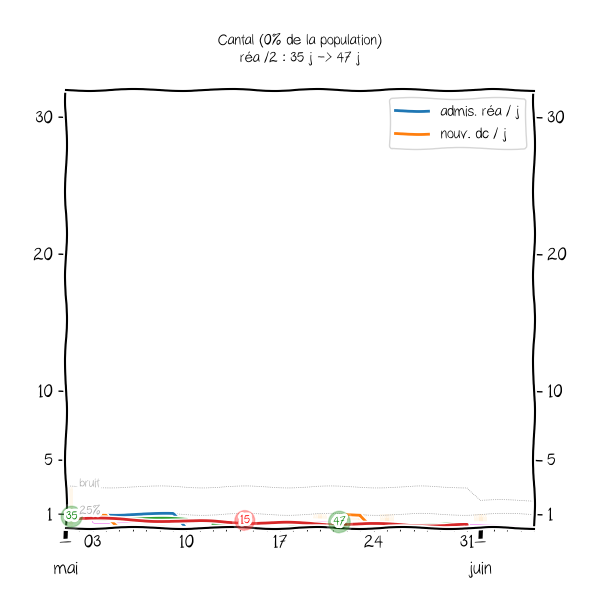 Cantal (0% de la population)
réa /2 : 35 j -> 47 j
admis. réa / j
nouv. dc / j
30
30
20
20
10
10
5
5
bruit
25%
1
1
35
15
47
03
10
17
24
31
mai
juin